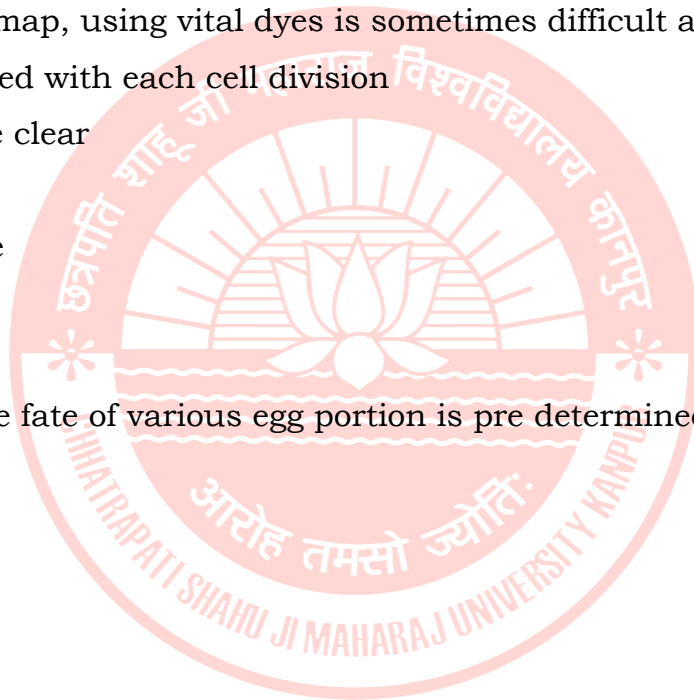 map, using vital dyes is sometimes difficult a
ed with each cell division
e clear
e
e fate of various egg portion is pre determined
छत्रपति शाहू जी महाराज विश्वविद्यालय कानपुर
आरोह तमसो ज्योतिः
CHHATRAPATI SHAHU JI MAHARAJ UNIVERSITY KANPUR